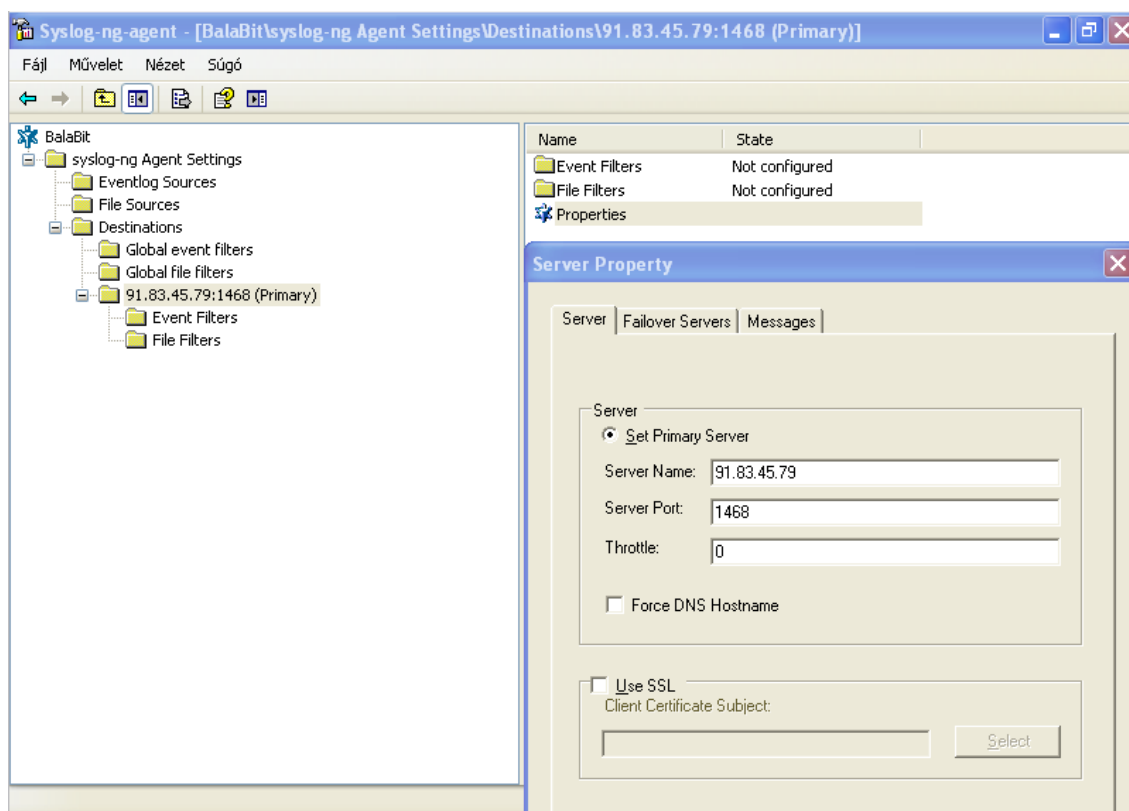 Syslog-ng-agent - [BalaBit\syslog-ng Agent Settings\Destinations\91.83.45.79:1468 (Primary)]
Fájl Művelet Nézet Súgó
BalaBit
syslog-ng Agent Settings
Eventlog Sources
File Sources
Destinations
Global event filters
Global file filters
91.83.45.79:1468 (Primary)
Event Filters
File Filters
Name State
Event Filters Not configured
File Filters Not configured
Properties
Server Property
Server Failover Servers Messages
Server
Set Primary Server
Server Name: 91.83.45.79
Server Port: 1468
Throttle: 0
Force DNS Hostname
Use SSL
Client Certificate Subject:
Select